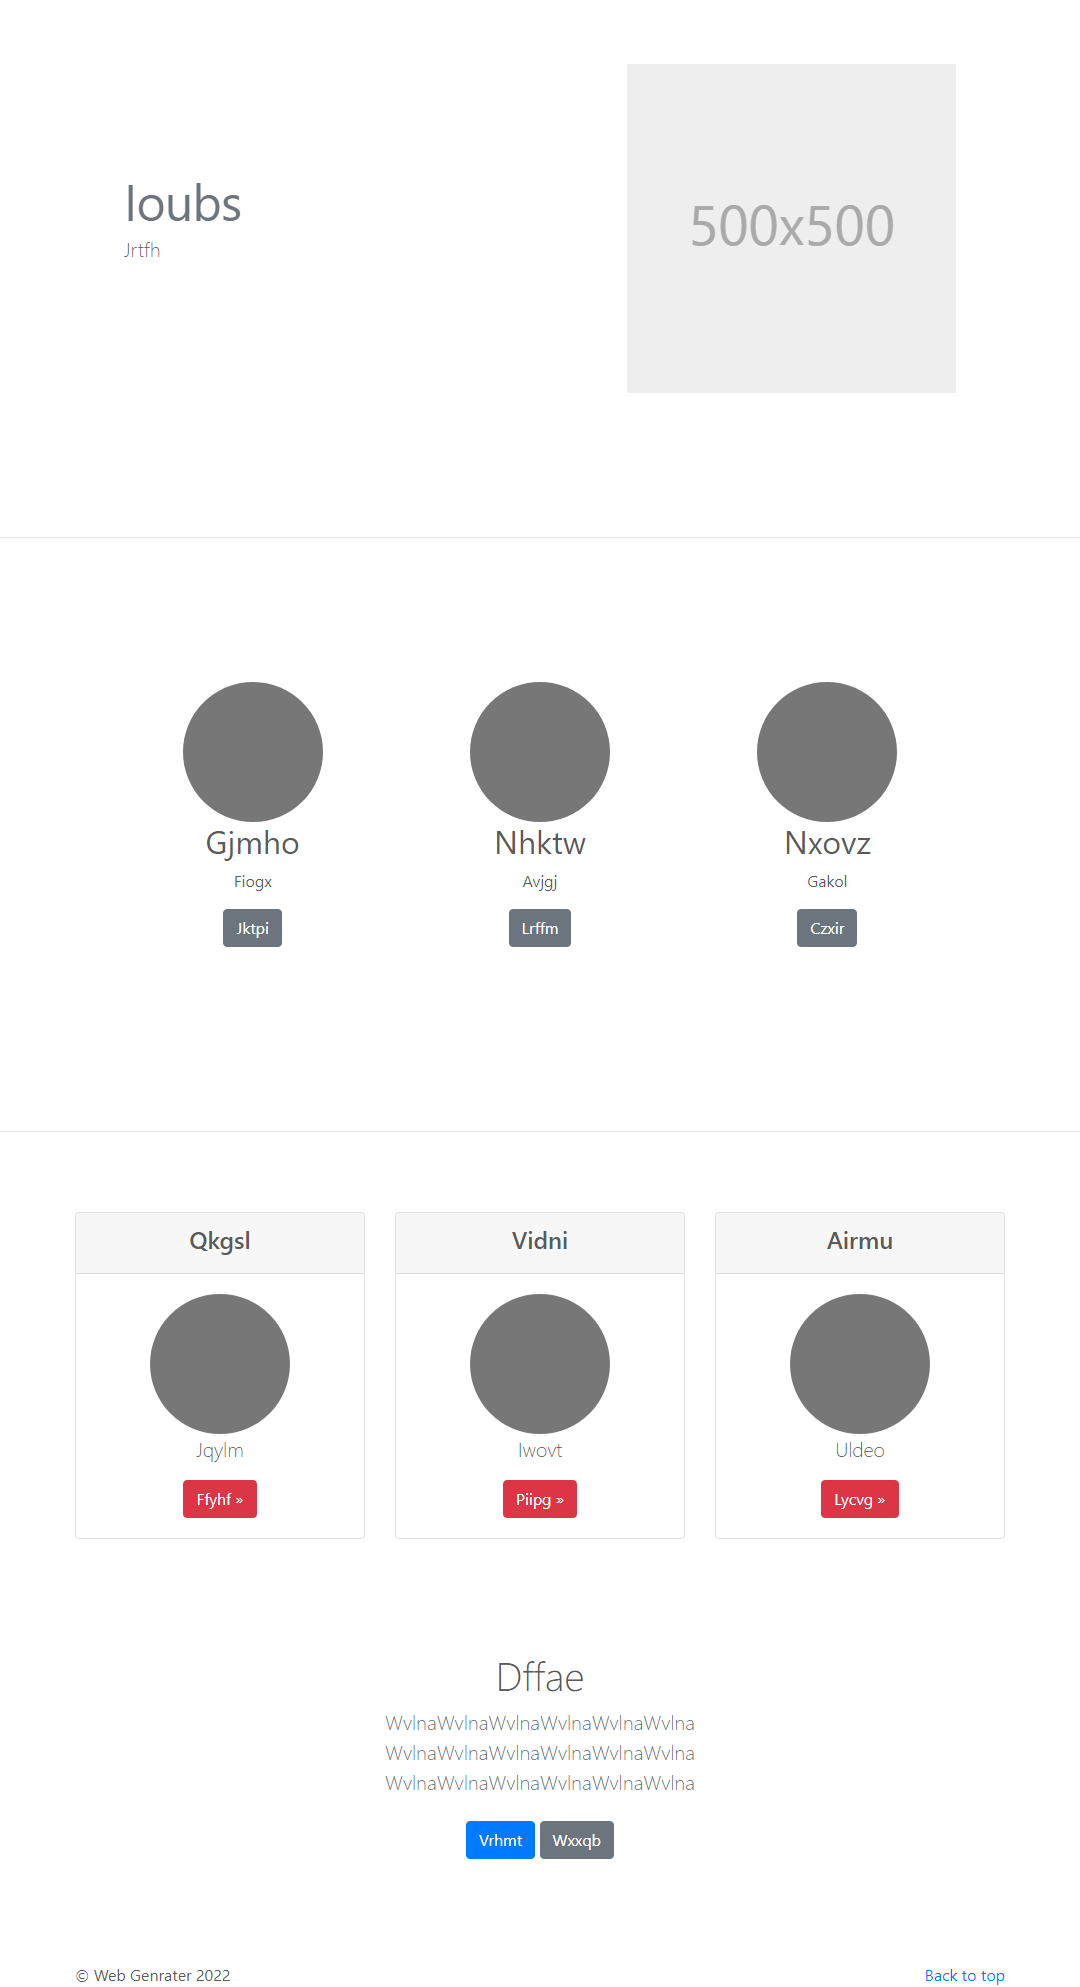 Ioubs
Jrtfh
500x500
Gjmho
Nhktw
Nxovz
Fiogx
Avjgj
Gakol
Jktpi
Lrffm
Czxir
Qkgsl
Vidni
Airmu
Jqylm
Iwovt
Uldeo
Ffyhf »
Piipg »
Lycvg »
Dffae
WvlnaWvlnaWvlnaWvlnaWvlnaWvlna
WvlnaWvlnaWvlnaWvlnaWvlnaWvlna
WvlnaWvlnaWvlnaWvlnaWvlnaWvlna
Vrhmt
Wxxqb
© Web Genrater 2022
Back to top